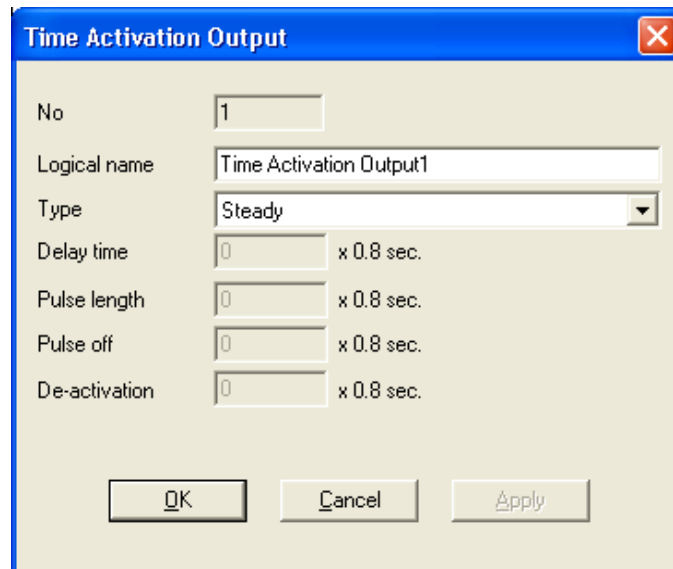 Time Activation Output
No 1
Logical name Time Activation Output1
Type Steady
Delay time 0 x 0.8 sec.
Pulse length 0 x 0.8 sec.
Pulse off 0 x 0.8 sec.
De-activation 0 x 0.8 sec.
OK Cancel Apply